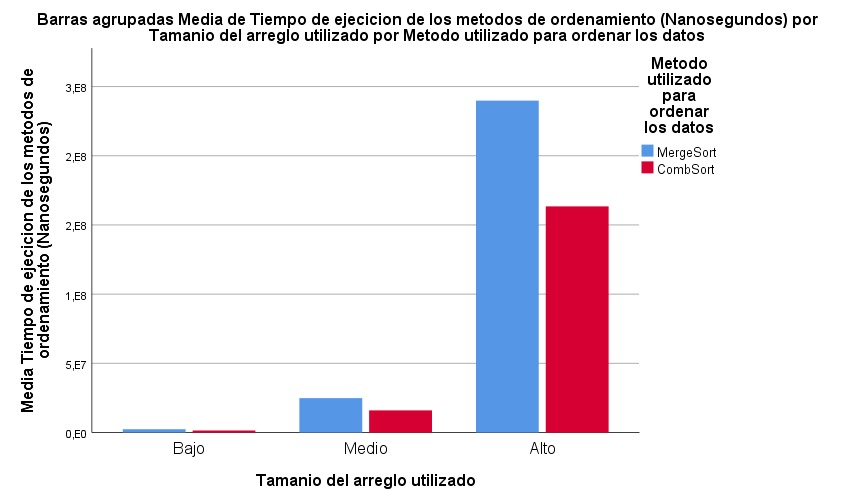 Barras agrupadas Media de Tiempo de ejecicion de los metodos de ordenamiento (Nanosegundos) por
Tamanio del arreglo utilizado por Metodo utilizado para ordenar los datos
Media Tiempo de ejecicion de los metodos de
ordenamiento (Nanosegundos)
3,E8
2,E8
2,E8
1,E8
5,E7
0,E0
Bajo
Medio
Alto
Tamanio del arreglo utilizado
Metodo
utilizado
para
ordenar
los datos
MergeSort
CombSort